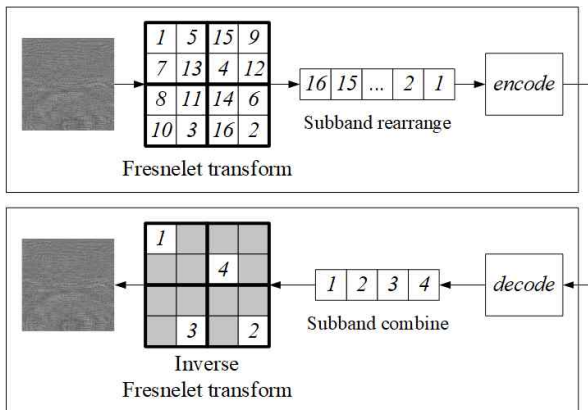 1 5 15 9
7 13 4 12
8 11 14 6
10 3 16 2
Fresnelet transform
16 15 ... 2 1
Subband rearrange
encode
1
4
3 2
Inverse
Fresnelet transform
1 2 3 4
Subband combine
decode